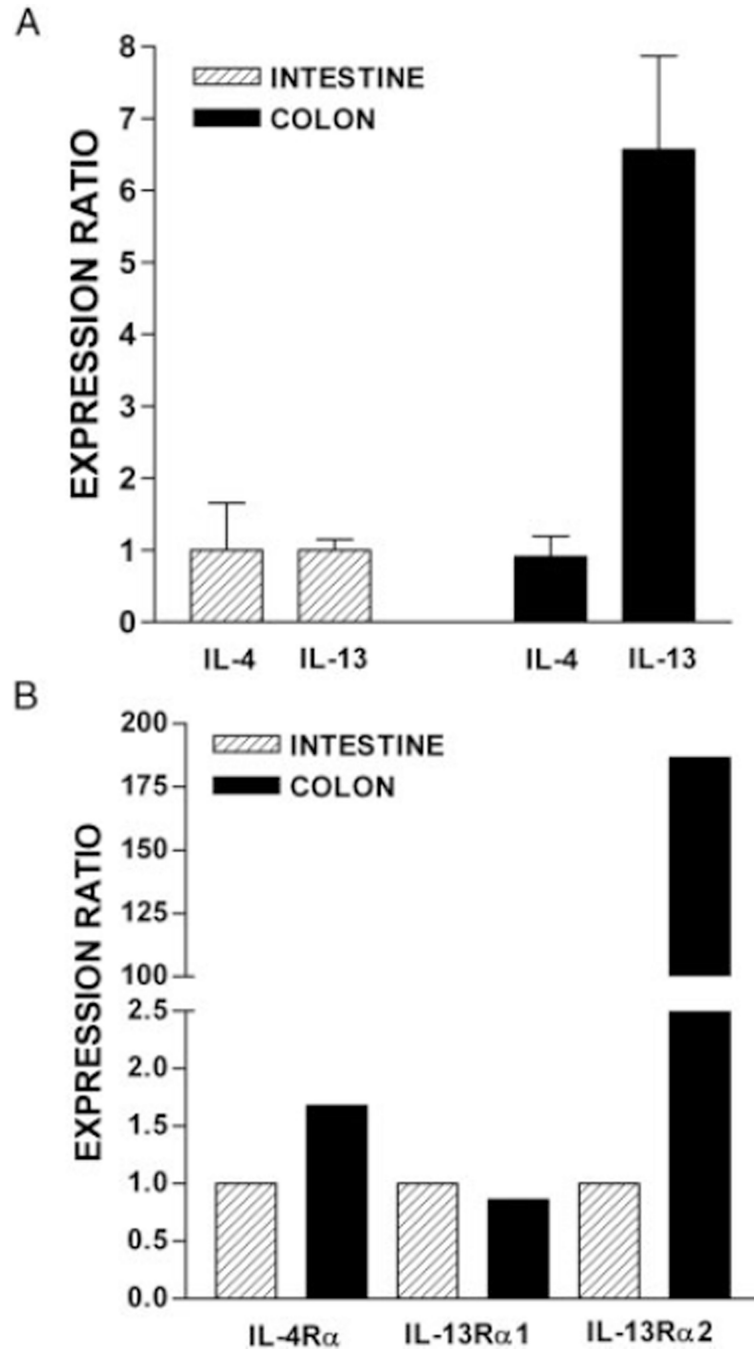 A
EXPRESSION RATIO
8
7
6
5
4
3
2
1
0
INTESTINE
COLON
IL-4 IL-13 IL-4 IL-13
B
EXPRESSION RATIO
200
175
150
125
100
2.5
2.0
1.5
1.0
0.5
0.0
INTESTINE
COLON
EXPRESSION RATIO
IL-4Rα IL-13Rα1 IL-13Rα2